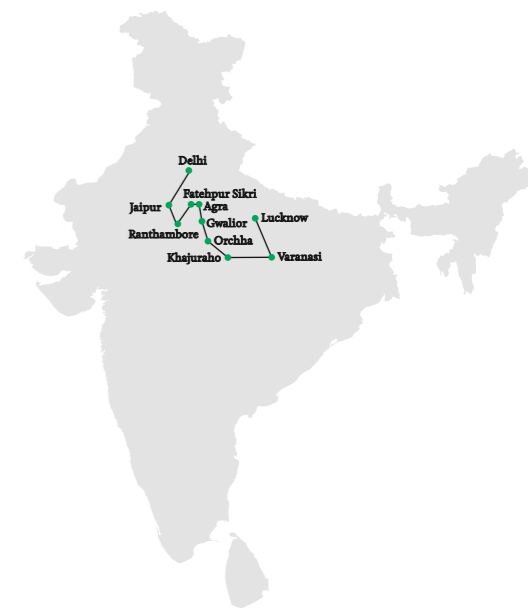 Delhi
Fatehpur Sikri
Jaipur
Agra
Lucknow
Gwalior
Ranthambore
Orchha
Khajuraho
Varanasi